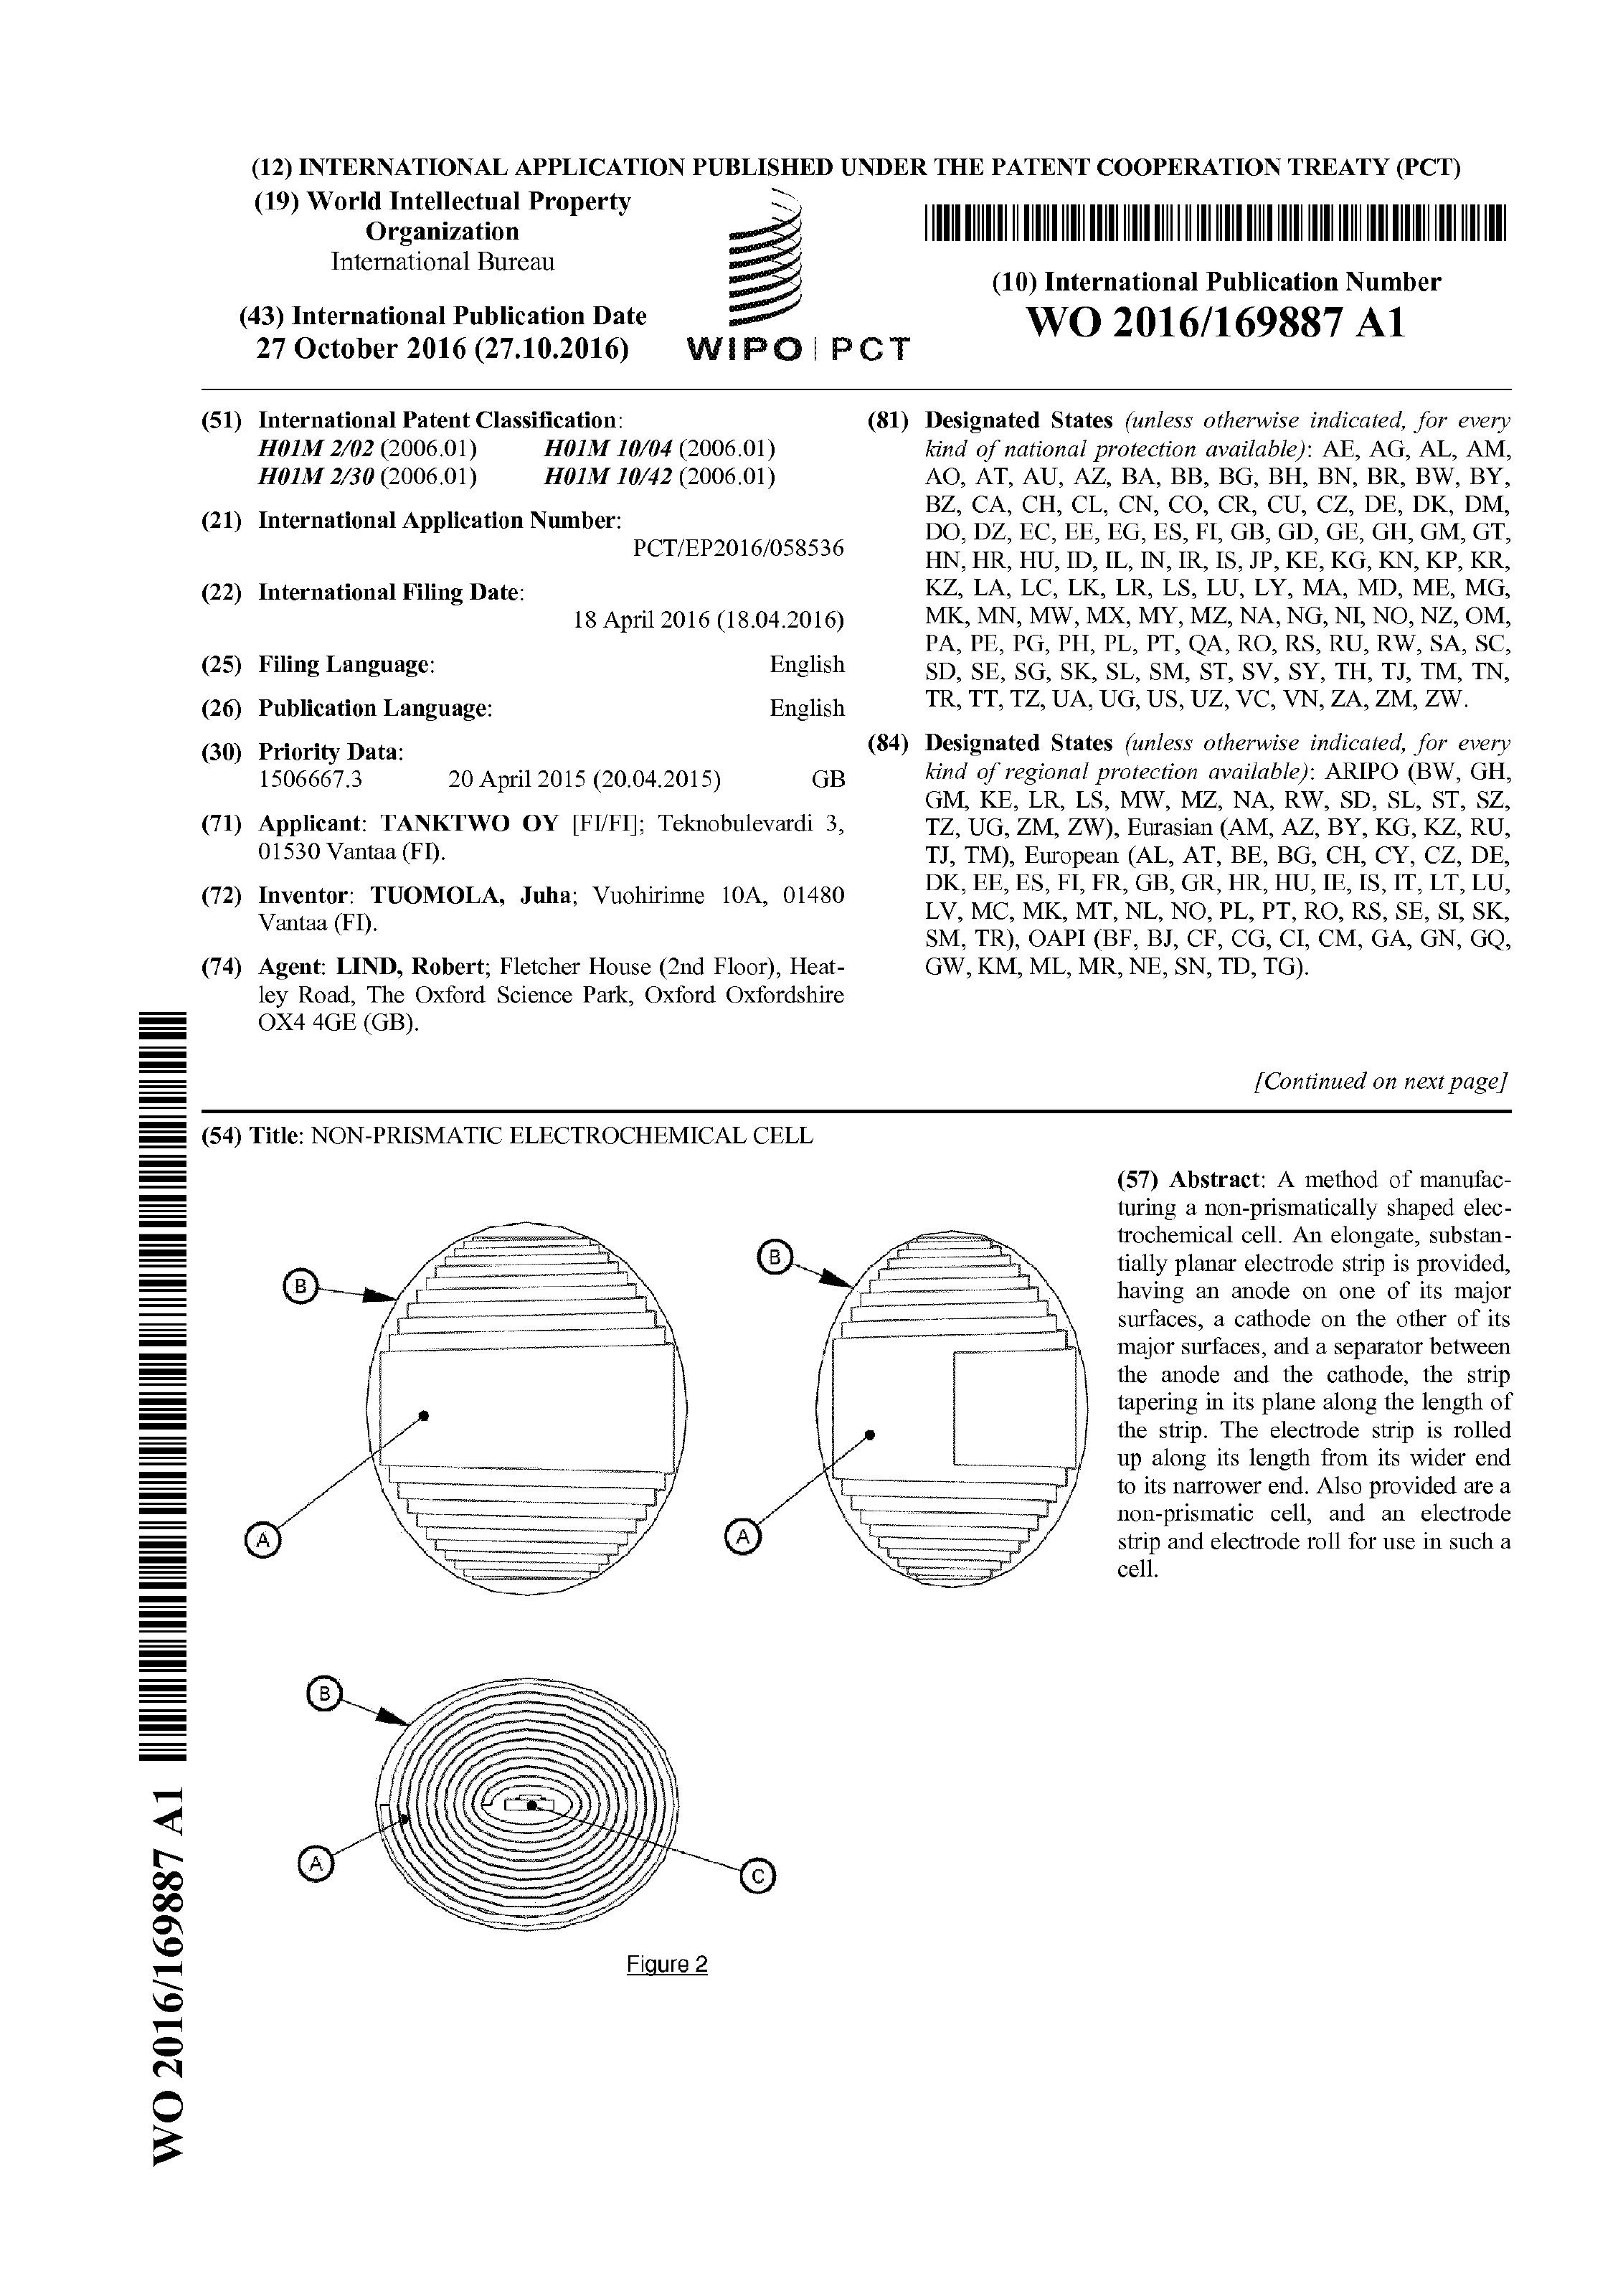 (12) INTERNATIONAL APPLICATION PUBLISHED UNDER THE PATENT COOPERATION TREATY (PCT)
(19) World Intellectual Property
Organization
International Bureau
(43) International Publication Date
27 October 2016 (27.10.2016)
WIPO | PCT
(10) International Publication Number
WO 2016/169887 A1
(51) International Patent Classification:
H01M 2/02 (2006.01) H01M 10/04 (2006.01)
H01M 2/30 (2006.01) H01M 10/42 (2006.01)
(21) International Application Number:
PCT/EP2016/058536
(22) International Filing Date:
18 April 2016 (18.04.2016)
(25) Filing Language: English
(26) Publication Language: English
(30) Priority Data:
1506667.3 20 April 2015 (20.04.2015) GB
(71) Applicant: TANKTWO OY [FI/FI]; Teknobulevardi 3,
01530 Vantaa (FI).
(72) Inventor: TUOMOLA, Juha; Vuohirinne 10A, 01480
Vantaa (FI).
(74) Agent: LIND, Robert; Fletcher House (2nd Floor), Heat-
ley Road, The Oxford Science Park, Oxford Oxfordshire
OX4 4GE (GB).
(81) Designated States (unless otherwise indicated, for every
kind of national protection available): AE, AG, AL, AM,
AO, AT, AU, AZ, BA, BB, BG, BH, BN, BR, BW, BY,
BZ, CA, CH, CL, CN, CO, CR, CU, CZ, DE, DK, DM,
DO, DZ, EC, EE, EG, ES, FI, GB, GD, GE, GH, GM, GT,
HN, HR, HU, ID, IL, IN, IR, IS, JP, KE, KG, KN, KP, KR,
KZ, LA, LC, LK, LR, LS, LU, LY, MA, MD, ME, MG,
MK, MN, MW, MX, MY, MZ, NA, NG, NI, NO, NZ, OM,
PA, PE, PG, PH, PL, PT, QA, RO, RS, RU, RW, SA, SC,
SD, SE, SG, SK, SL, SM, ST, SV, SY, TH, TJ, TM, TN,
TR, TT, TZ, UA, UG, US, UZ, VC, VN, ZA, ZM, ZW.
(84) Designated States (unless otherwise indicated, for every
kind of regional protection available): ARIPO (BW, GH,
GM, KE, LR, LS, MW, MZ, NA, RW, SD, SL, ST, SZ,
TZ, UG, ZM, ZW), Eurasian (AM, AZ, BY, KG, KZ, RU,
TJ, TM), European (AL, AT, BE, BG, CH, CY, CZ, DE,
DK, EE, ES, FI, FR, GB, GR, HR, HU, IE, IS, IT, LT, LU,
LV, MC, MK, MT, NL, NO, PL, PT, RO, RS, SE, SI, SK,
SM, TR), OAPI (BF, BJ, CF, CG, CI, CM, GA, GN, GQ,
GW, KM, ML, MR, NE, SN, TD, TG).
[Continued on next page]
(54) Title: NON-PRISMATIC ELECTROCHEMICAL CELL
(57) Abstract: A method of manufac-
turing a non-prismatically shaped elec-
trochemical cell. An elongate, substan-
tially planar electrode strip is provided,
having an anode on one of its major
surfaces, a cathode on the other of its
major surfaces, and a separator between
the anode and the cathode, the strip
tapering in its plane along the length of
the strip. The electrode strip is rolled
up along its length from its wider end
to its narrower end. Also provided are a
non-prismatic cell, and an electrode
strip and electrode roll for use in such a
cell.
B
B
A
A
B
A
C
Figure 2
WO 2016/169887 A1